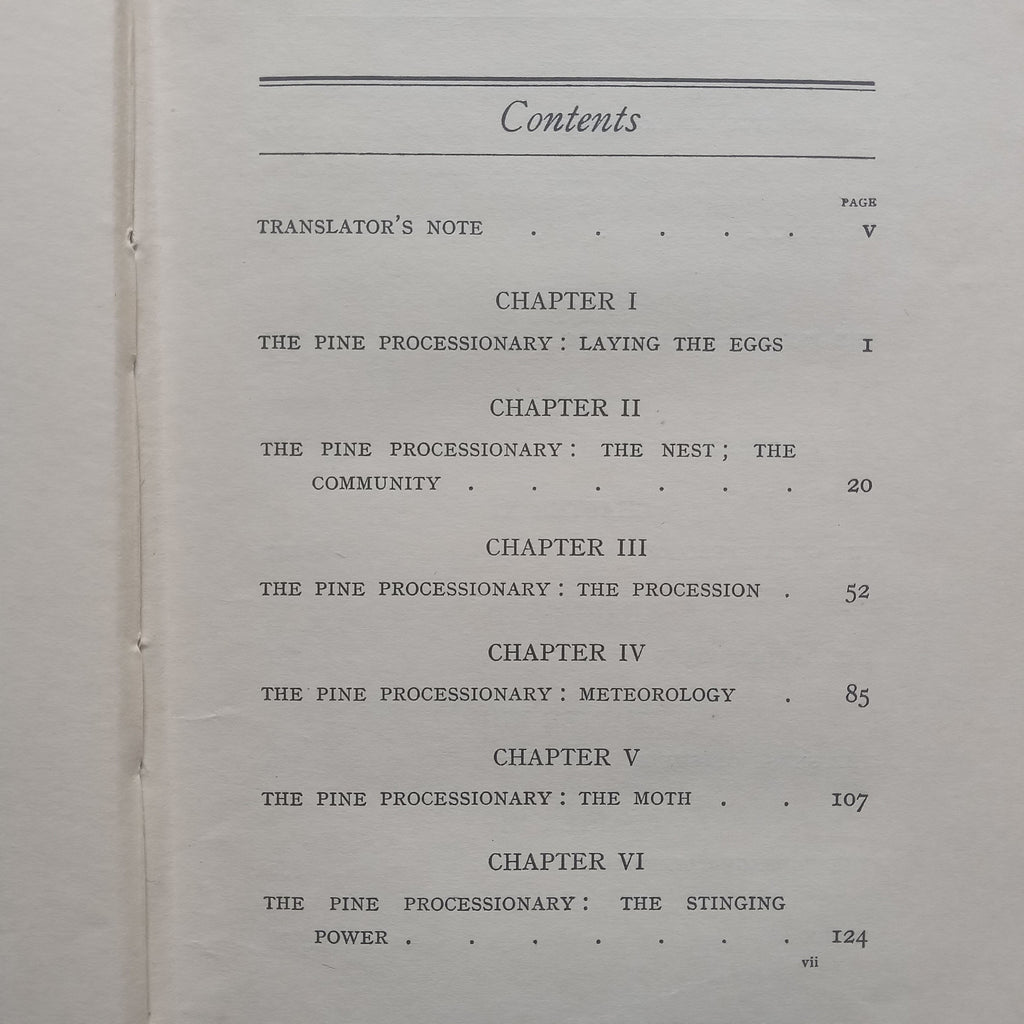 Contents
PAGE
TRANSLATOR'S NOTE . . . . . V
CHAPTER I
THE PINE PROCESSIONARY: LAYING THE EGGS I
CHAPTER II
THE PINE PROCESSIONARY: THE NEST; THE
COMMUNITY . . . . . . 20
CHAPTER III
THE PINE PROCESSIONARY: THE PROCESSION . 52
CHAPTER IV
THE PINE PROCESSIONARY: METEOROLOGY . 85
CHAPTER V
THE PINE PROCESSIONARY: THE MOTH . . 107
CHAPTER VI
THE PINE PROCESSIONARY: THE STINGING
POWER . . . . . . . 124
vii